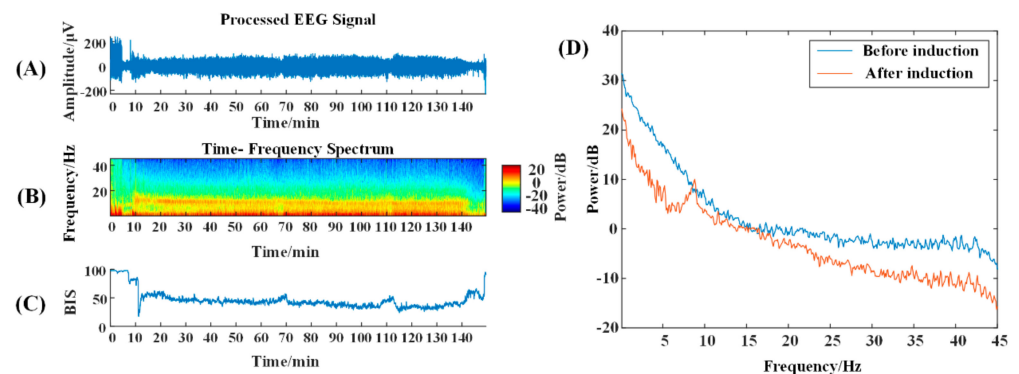 Processed EEG Signal
(A)
Amplitude/μV
200
0
-200
0 10 20 30 40 50 60 70 80 90 100 110 120 130 140
Time/min
Time- Frequency Spectrum
(B)
Frequency/Hz
40
20
20
0
-20
-40
Power/dB
0 10 20 30 40 50 60 70 80 90 100 110 120 130 140
Time/min
(C)
BIS
100
50
0
0 10 20 30 40 50 60 70 80 90 100 110 120 130 140
Time/min
(D)
Before induction
After induction
Power/dB
40
30
20
10
0
-10
-20
5 10 15 20 25 30 35 40 45
Frequency/Hz